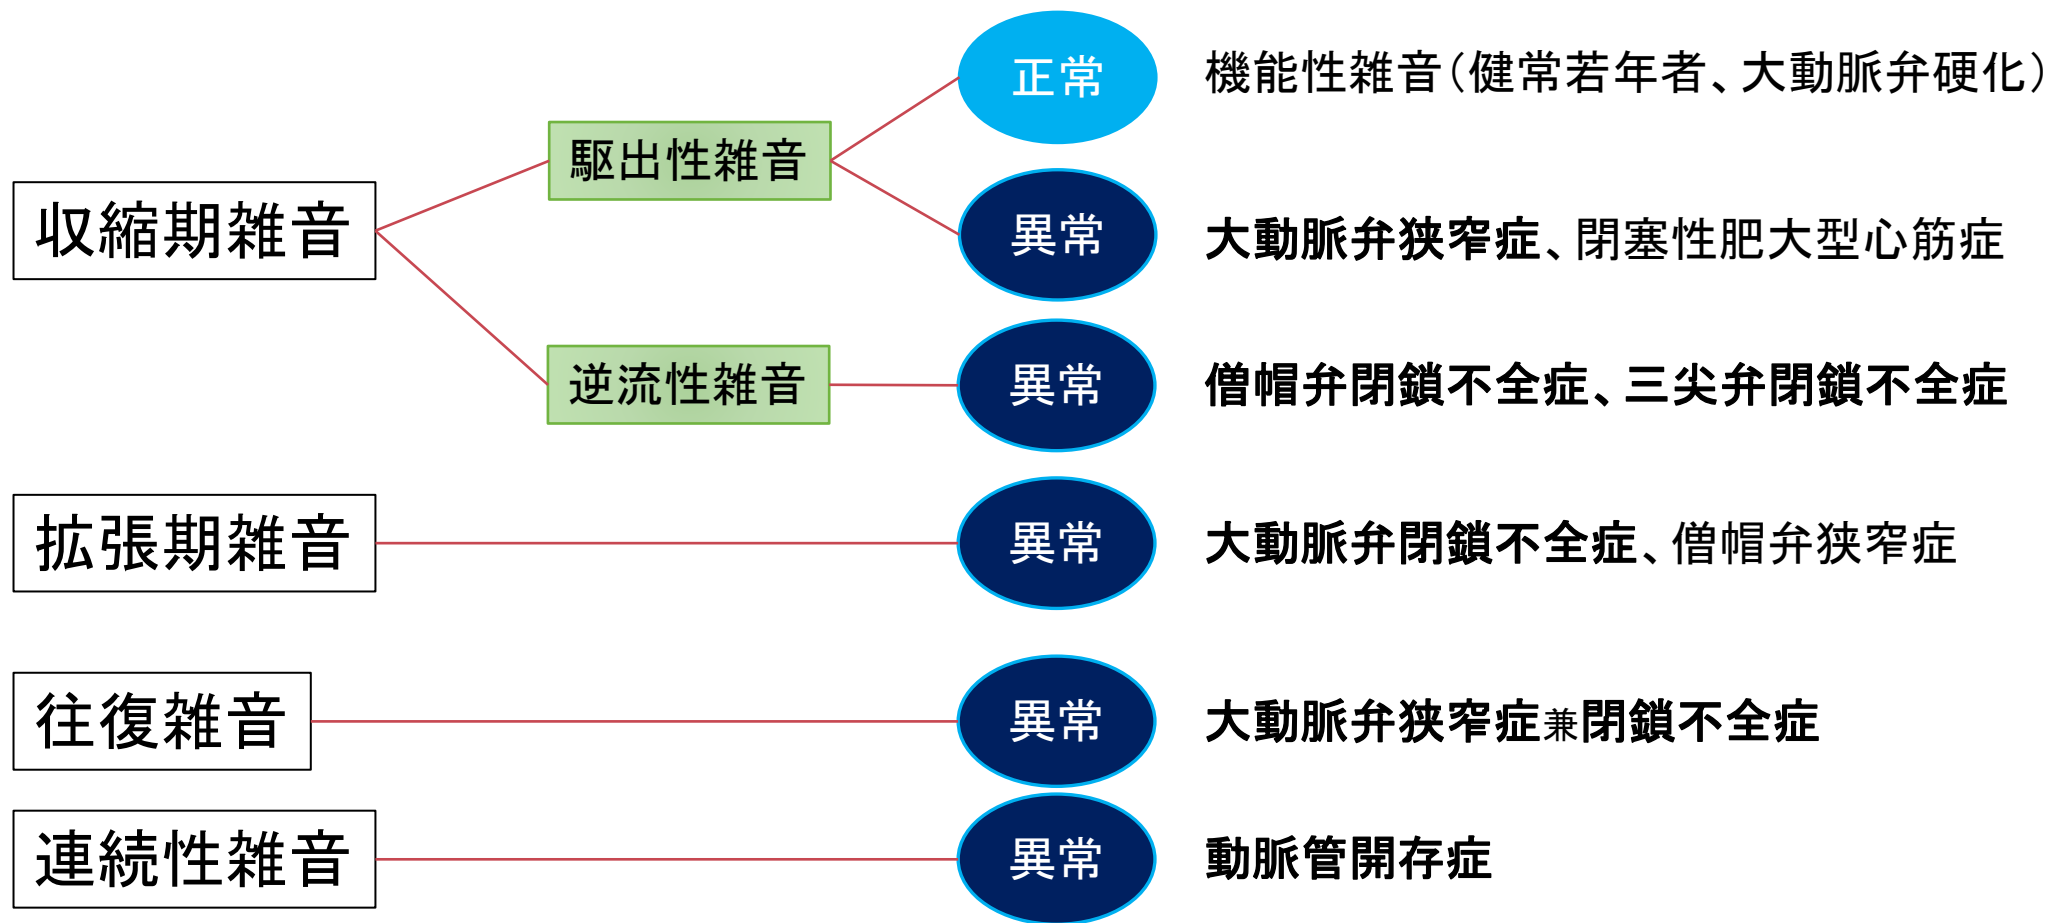 収縮期雑音
駆出性雑音
正常
機能性雑音（健常若年者、大動脈弁硬化）
異常
大動脈弁狭窄症、閉塞性肥大型心筋症
逆流性雑音
異常
僧帽弁閉鎖不全症、三尖弁閉鎖不全症
拡張期雑音
異常
大動脈弁閉鎖不全症、僧帽弁狭窄症
往復雑音
異常
大動脈弁狭窄症兼閉鎖不全症
連続性雑音
異常
動脈管開存症